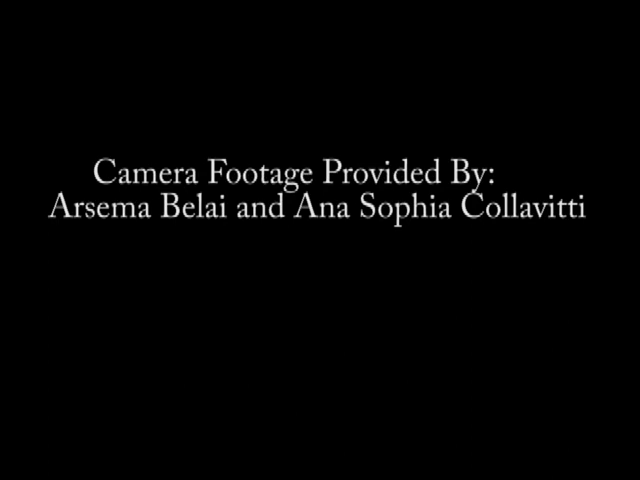 Camera Footage Provided By:
Arsema Belai and Ana Sophia Collavitti